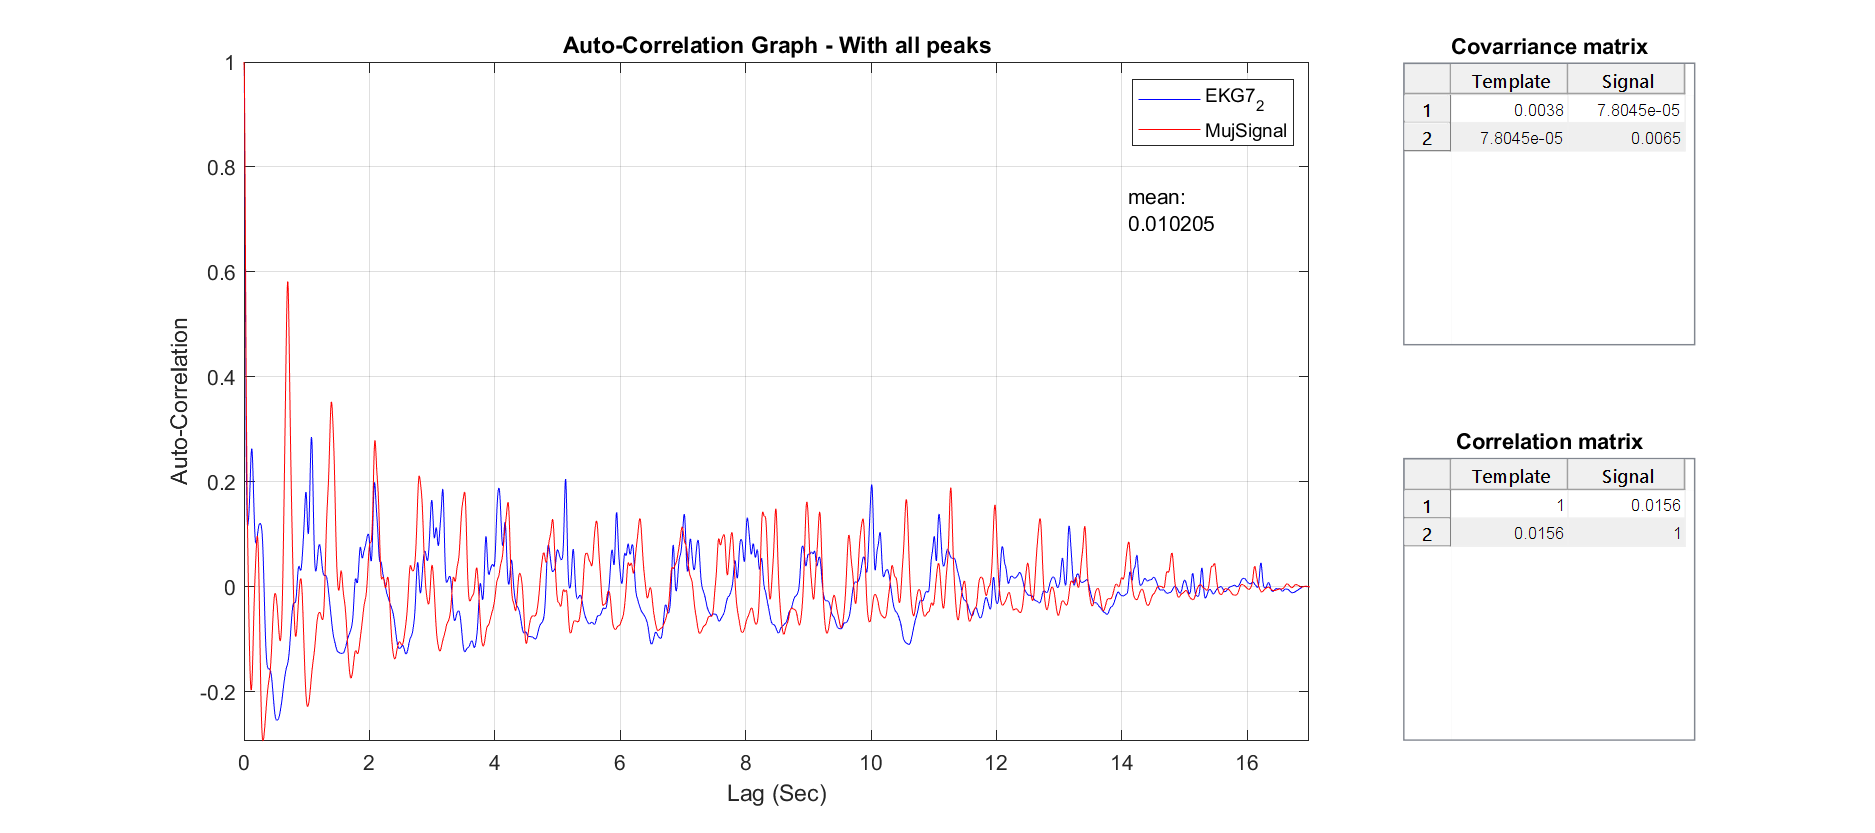 Auto-Correlation Graph - With all peaks
1
0.8
0.6
0.4
0.2
0
-0.2
Auto-Correlation
0 2 4 6 8 10 12 14 16
Lag (Sec)
EKG7₂
MujSignal
mean:
0.010205
Covarriance matrix
Template Signal
1 0.0038 7.8045e-05
2 7.8045e-05 0.0065
Correlation matrix
Template Signal
1 1 0.0156
2 0.0156 1